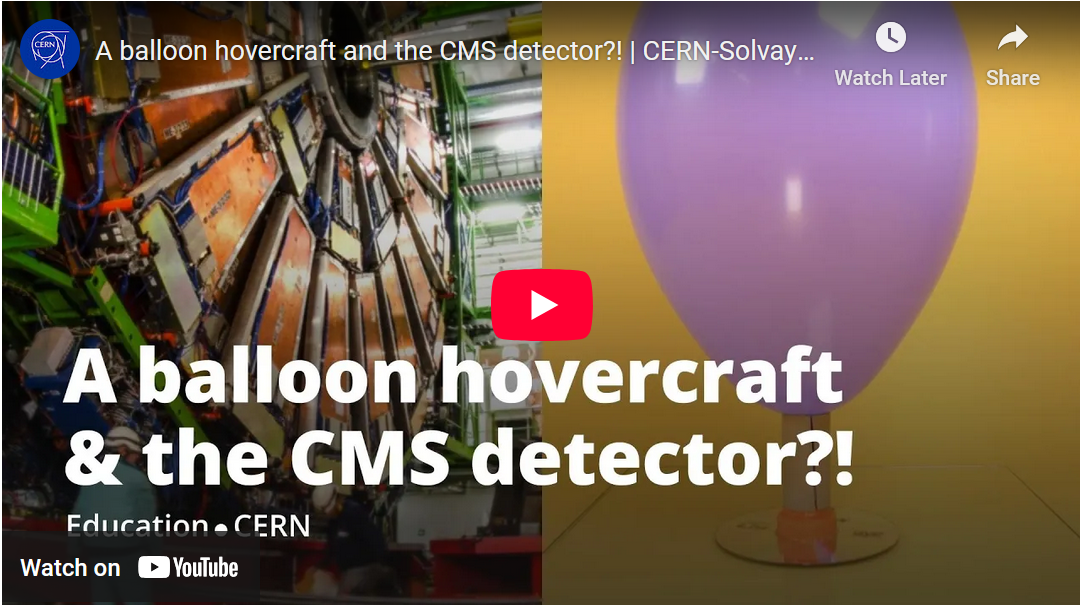 CERN
A balloon hovercraft and the CMS detector?! | CERN-Solvay...
Watch Later
Share
A balloon hovercraft
& the CMS detector?!
Education • CERN
Watch on YouTube